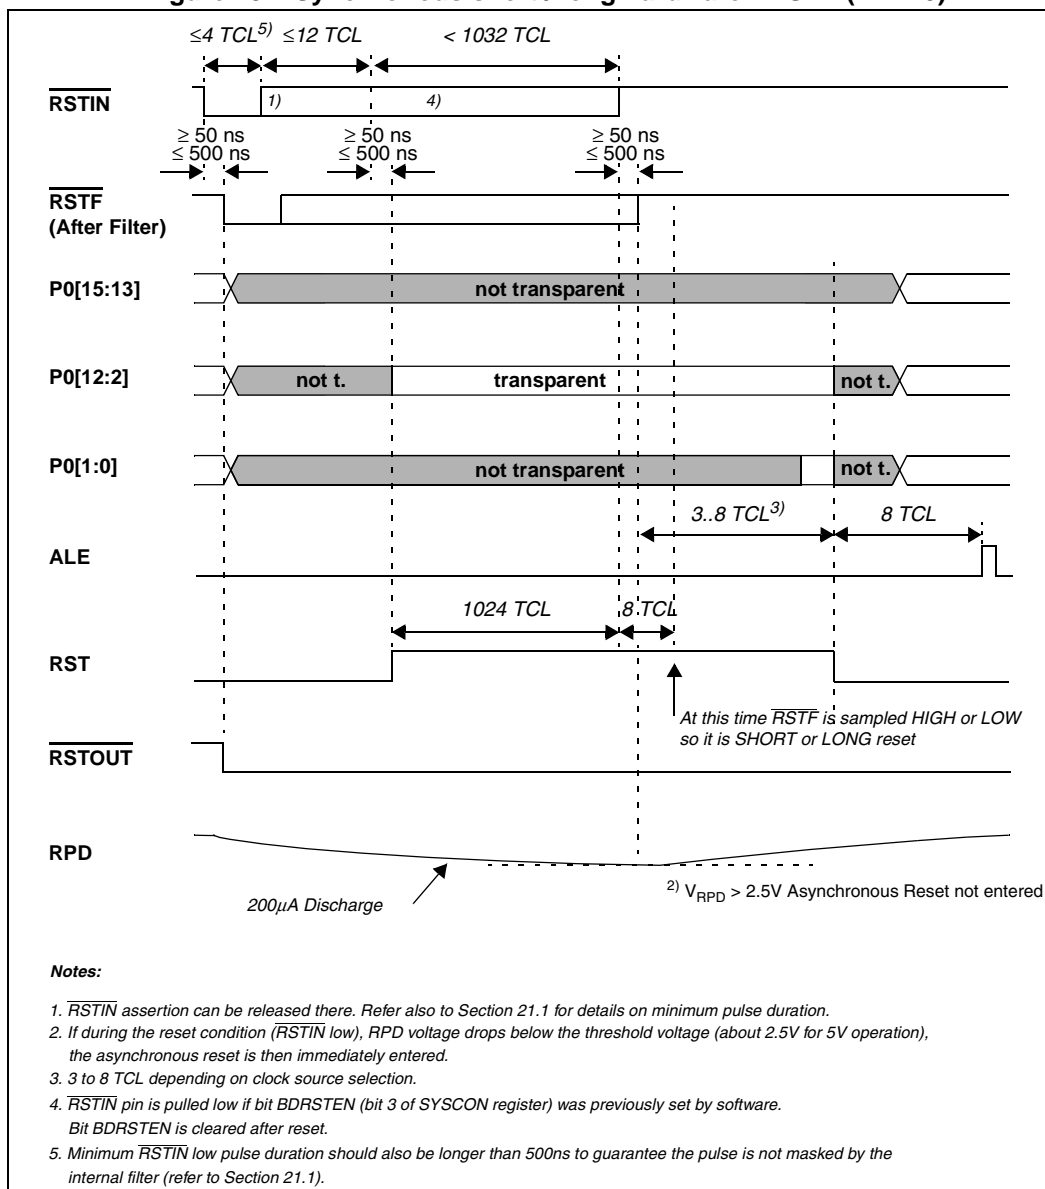 ≤4 TCL5) ≤12 TCL < 1032 TCL
RSTIN
1) 4)
≥ 50 ns ≥ 50 ns ≥ 50 ns
≤ 500 ns ≤ 500 ns ≤ 500 ns
RSTF
(After Filter)
P0[15:13] not transparent
P0[12:2] not t. transparent not t.
P0[1:0] not transparent not t.
3..8 TCL3) 8 TCL
ALE
1024 TCL 8 TCL
RST
At this time RSTF is sampled HIGH or LOW
so it is SHORT or LONG reset
RSTOUT
RPD
200μA Discharge
2) VRPD > 2.5V Asynchronous Reset not entered
Notes:
1. RSTIN assertion can be released there. Refer also to Section 21.1 for details on minimum pulse duration.
2. If during the reset condition (RSTIN low), RPD voltage drops below the threshold voltage (about 2.5V for 5V operation),
the asynchronous reset is then immediately entered.
3. 3 to 8 TCL depending on clock source selection.
4. RSTIN pin is pulled low if bit BDRSTEN (bit 3 of SYSCON register) was previously set by software.
Bit BDRSTEN is cleared after reset.
5. Minimum RSTIN low pulse duration should also be longer than 500ns to guarantee the pulse is not masked by the
internal filter (refer to Section 21.1).